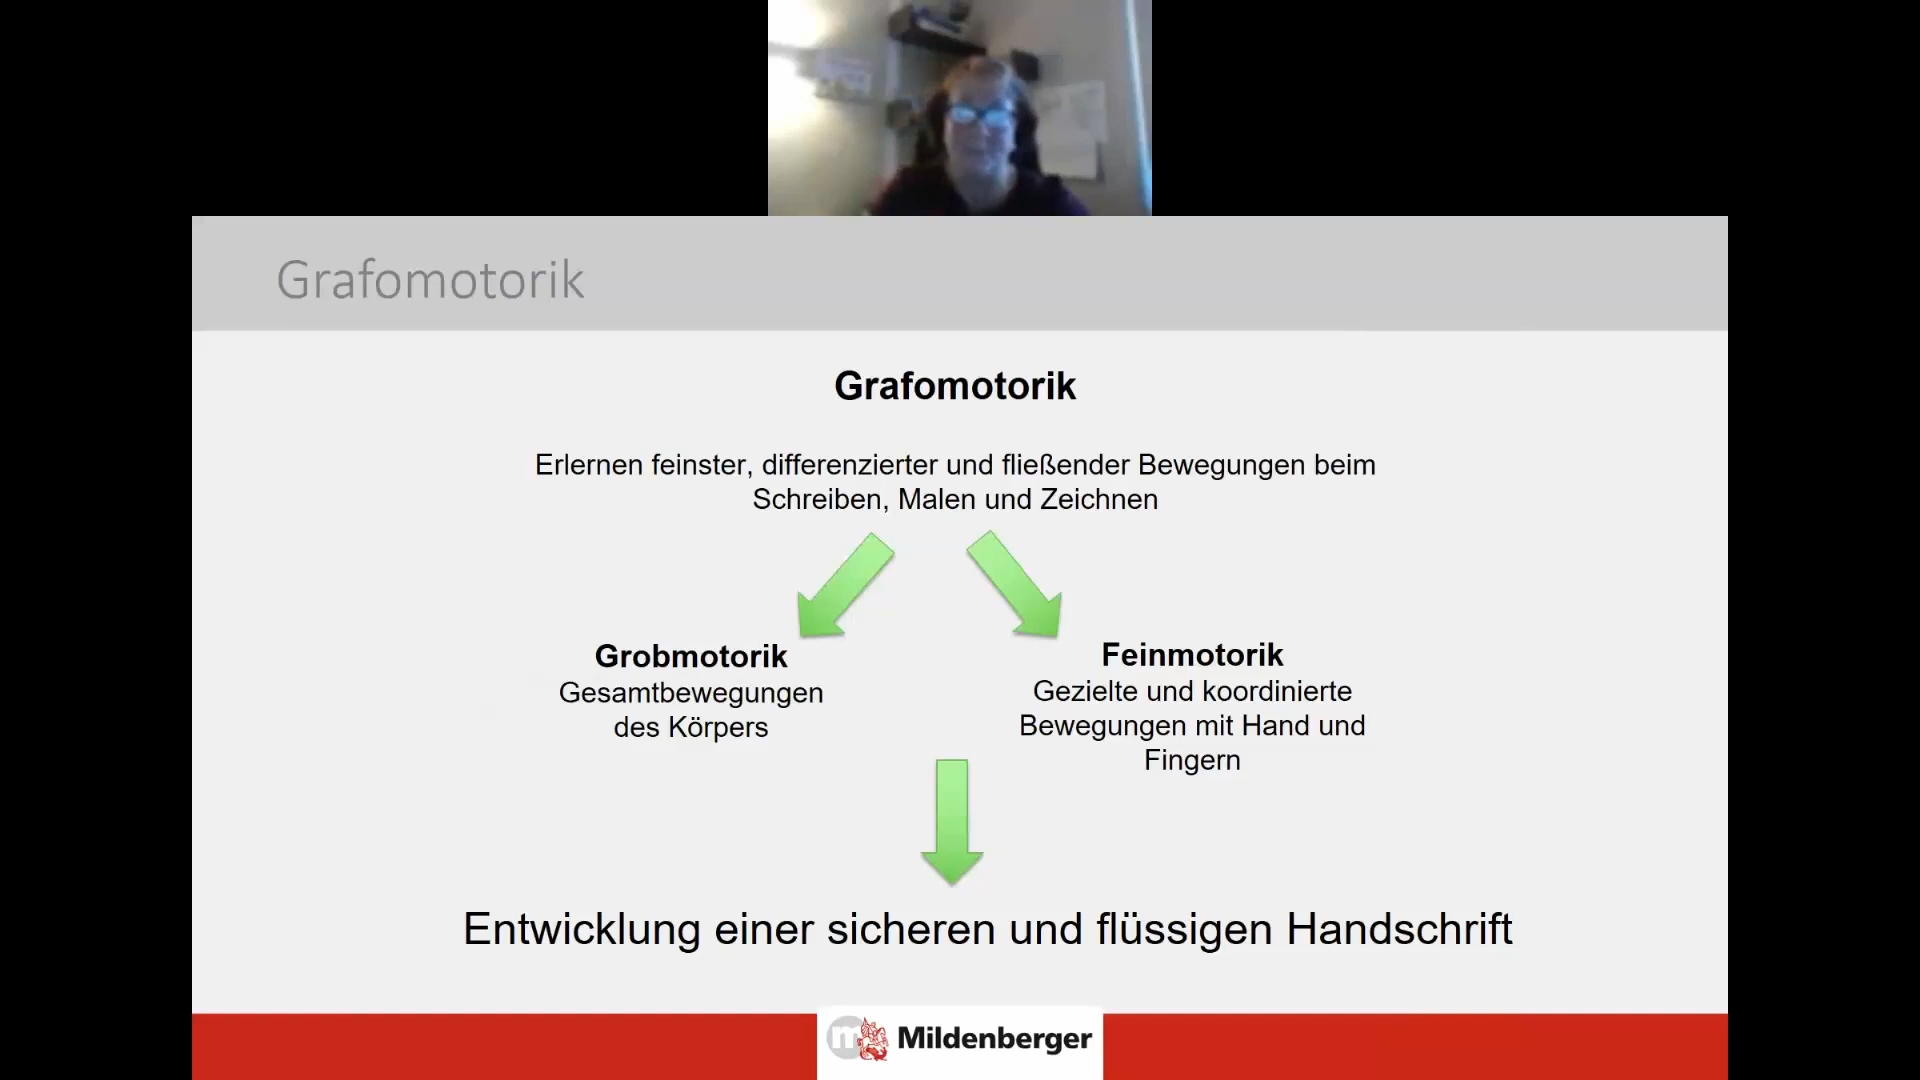 Grafomotorik
Grafomotorik
Erlernen feinster, differenzierter und fließender Bewegungen beim
Schreiben, Malen und Zeichnen
Grobmotorik
Gesamtbewegungen
des Körpers
Feinmotorik
Gezielte und koordinierte
Bewegungen mit Hand und
Fingern
Entwicklung einer sicheren und flüssigen Handschrift
m Mildenberger